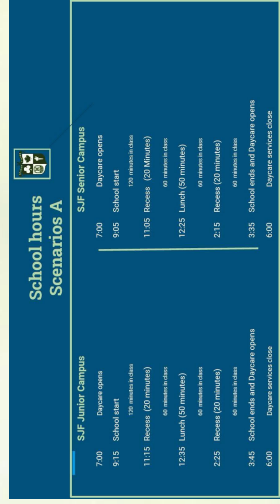 School hours
Scenarios A
SJF Junior Campus
7:00 Daycare opens
9:15 School start
120 minutes in class
11:15 Recess (20 minutes)
60 minutes in class
12:35 Lunch (50 minutes)
60 minutes in class
2:25 Recess (20 minutes)
60 minutes in class
3:45 School ends and Daycare opens
6:00 Daycare services close
SJF Senior Campus
7:00 Daycare opens
9:05 School start
120 minutes in class
11:05 Recess (20 Minutes)
60 minutes in class
12:25 Lunch (50 minutes)
60 minutes in class
2:15 Recess (20 minutes)
60 minutes in class
3:35 School ends and Daycare opens
6:00 Daycare services close